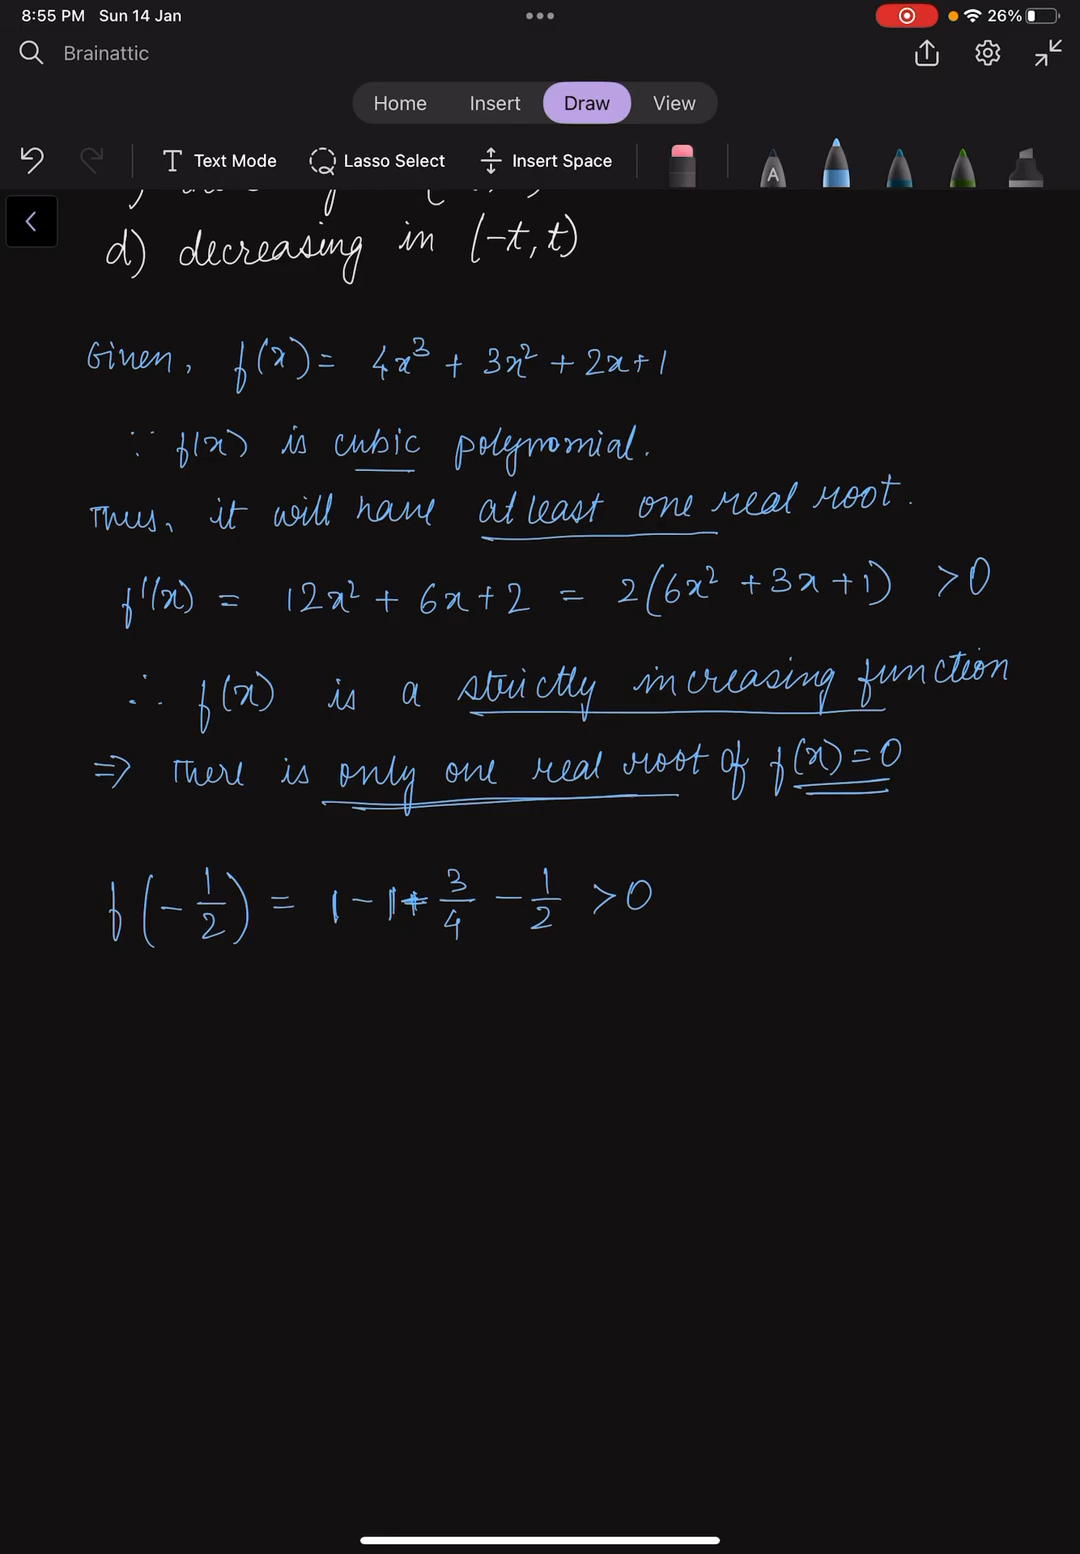 8:55 PM Sun 14 Jan
26%
Brainattic
Home Insert Draw View
Text Mode Lasso Select Insert Space
A
d) decreasing in (-t, t)
Given, f(x) = 4x³ + 3x² + 2x + 1
∵ f(x) is cubic polynomial.
Thus, it will have at least one real root.
f'(x) = 12x² + 6x + 2 = 2(6x² + 3x + 1) > 0
∴ f(x) is a strictly increasing function
⇒ There is only one real root of f(x) = 0
f(-1/2) = 1 - 1 + 3/4 - 1/2 > 0